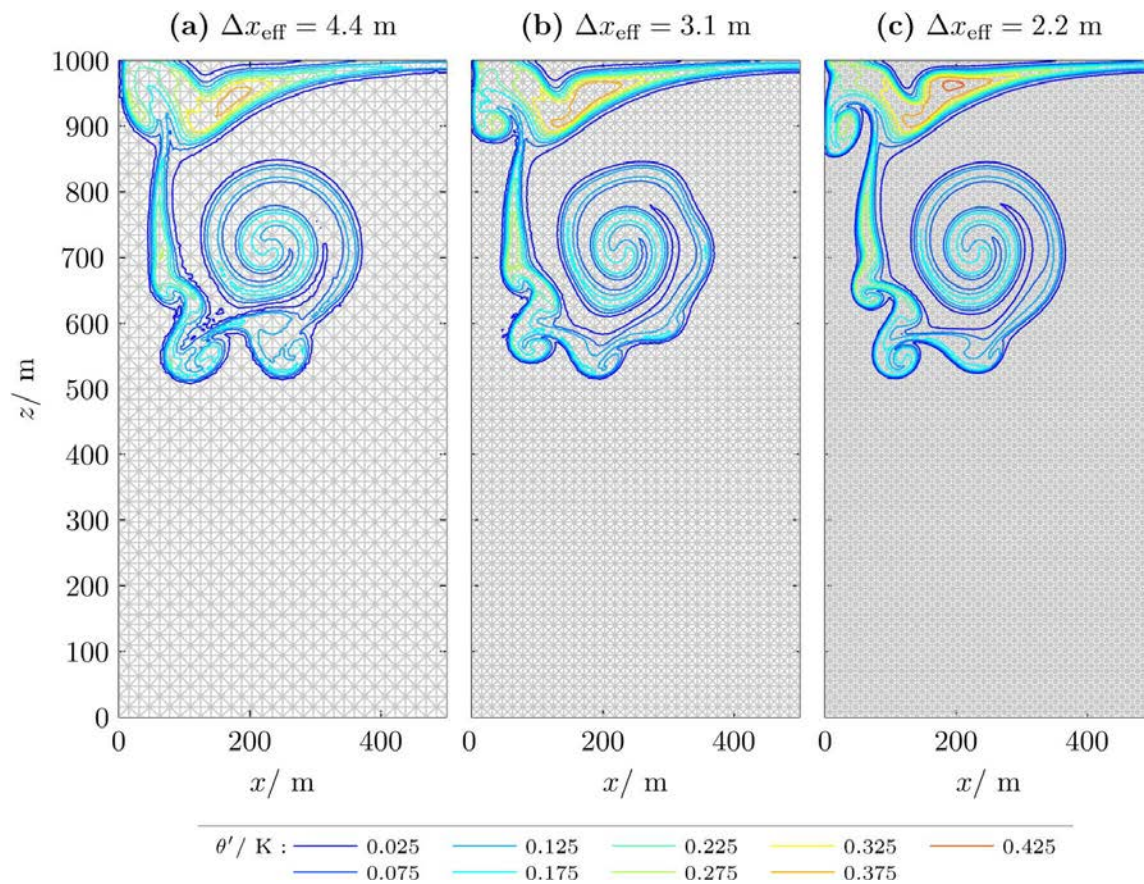 (a) Δx_eff = 4.4 m (b) Δx_eff = 3.1 m (c) Δx_eff = 2.2 m
1000
900
800
700
600
500
400
300
200
100
0
z/ m
0 200 400 0 200 400 0 200 400
x/ m x/ m x/ m
θ′/ K : 0.025 0.125 0.225 0.325 0.425
0.075 0.175 0.275 0.375